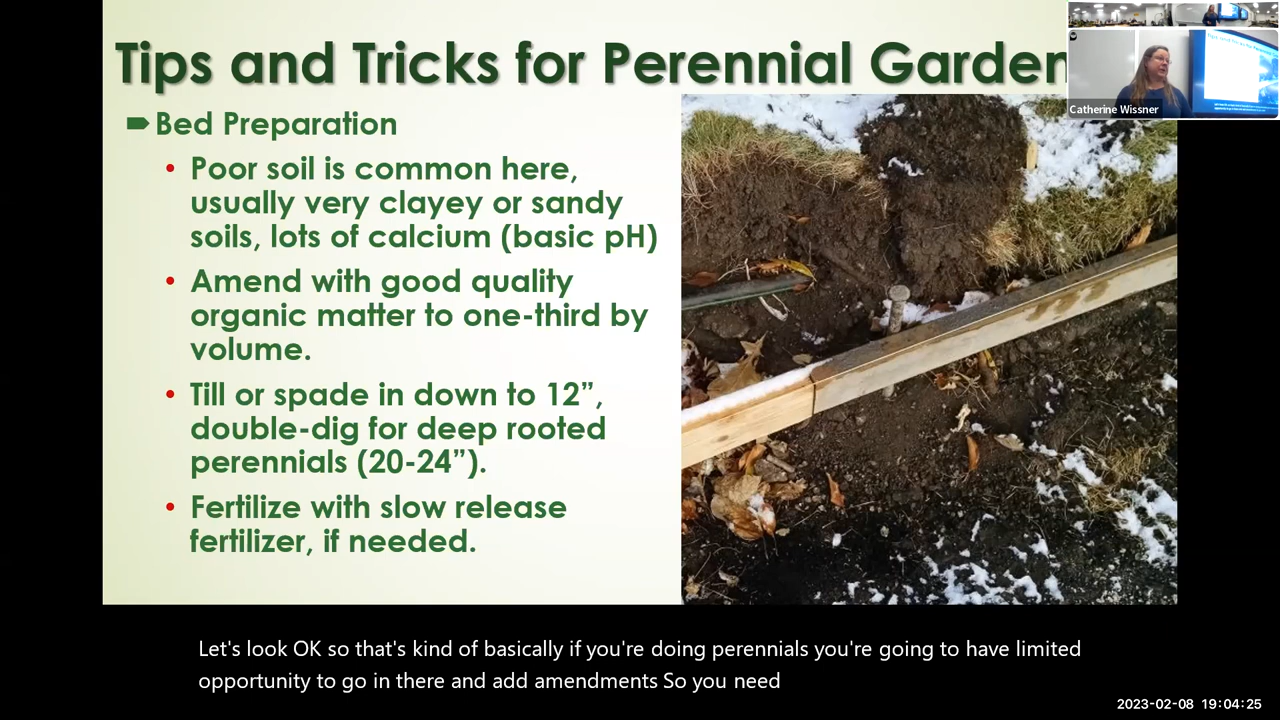 Tips and Tricks for Perennial Garden
Catherine Wissner
Bed Preparation
• Poor soil is common here,
usually very clayey or sandy
soils, lots of calcium (basic pH)
• Amend with good quality
organic matter to one-third by
volume.
• Till or spade in down to 12”,
double-dig for deep rooted
perennials (20-24”).
• Fertilize with slow release
fertilizer, if needed.
Let's look OK so that's kind of basically if you're doing perennials you're going to have limited
opportunity to go in there and add amendments So you need
2023-02-08 19:04:25